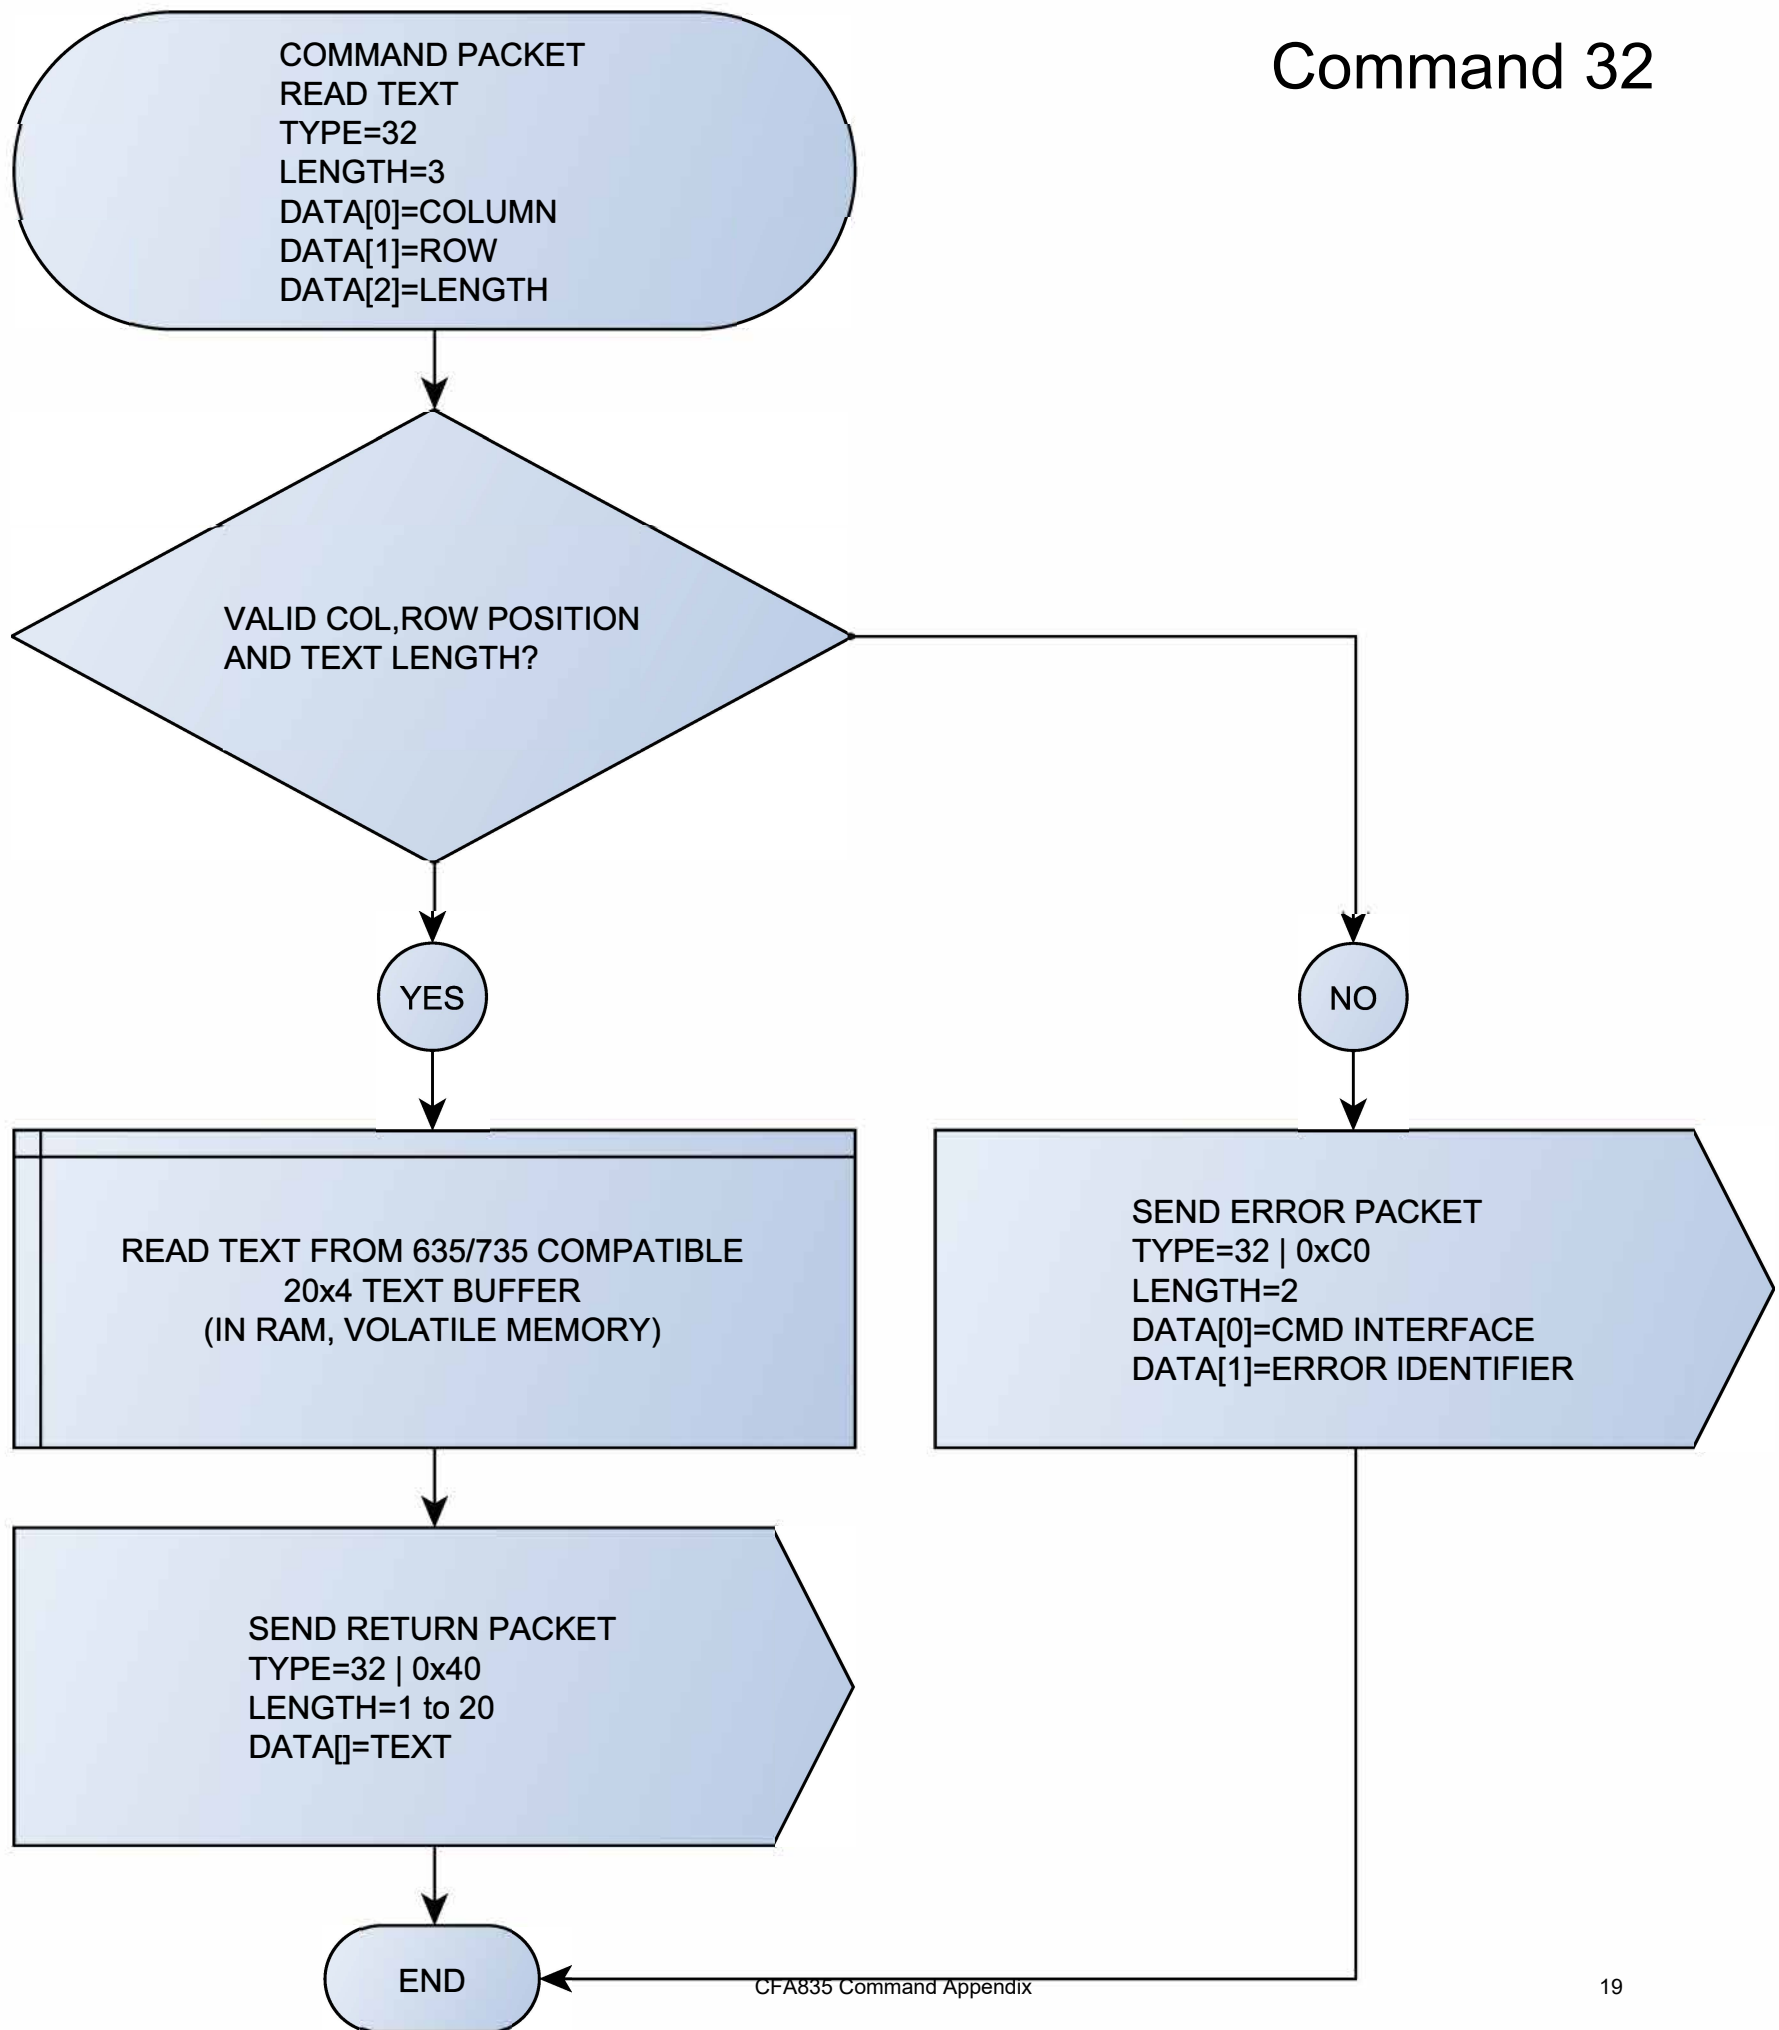 Command 32
COMMAND PACKET
READ TEXT
TYPE=32
LENGTH=3
DATA[0]=COLUMN
DATA[1]=ROW
DATA[2]=LENGTH
VALID COL,ROW POSITION
AND TEXT LENGTH?
YES
NO
READ TEXT FROM 635/735 COMPATIBLE
20x4 TEXT BUFFER
(IN RAM, VOLATILE MEMORY)
SEND ERROR PACKET
TYPE=32 | 0xC0
LENGTH=2
DATA[0]=CMD INTERFACE
DATA[1]=ERROR IDENTIFIER
SEND RETURN PACKET
TYPE=32 | 0x40
LENGTH=1 to 20
DATA[]=TEXT
END
CFA835 Command Appendix
19